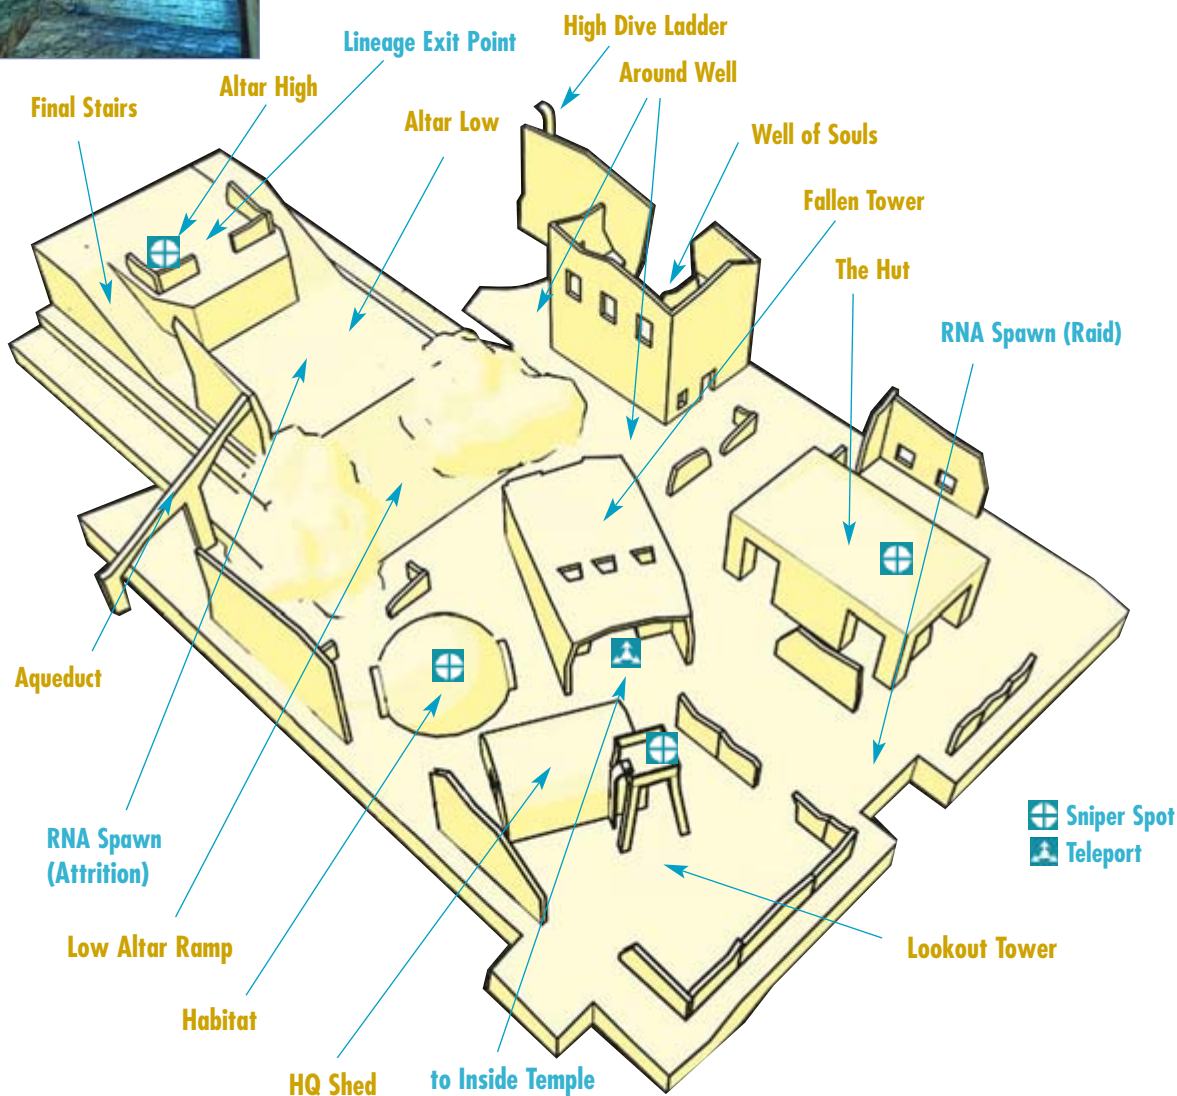 High Dive Ladder
Lineage Exit Point
Around Well
Altar High
Final Stairs
Altar Low
Well of Souls
Fallen Tower
The Hut
RNA Spawn (Raid)
Aqueduct
RNA Spawn
(Attrition)
Sniper Spot
Teleport
Low Altar Ramp
Lookout Tower
Habitat
HQ Shed
to Inside Temple